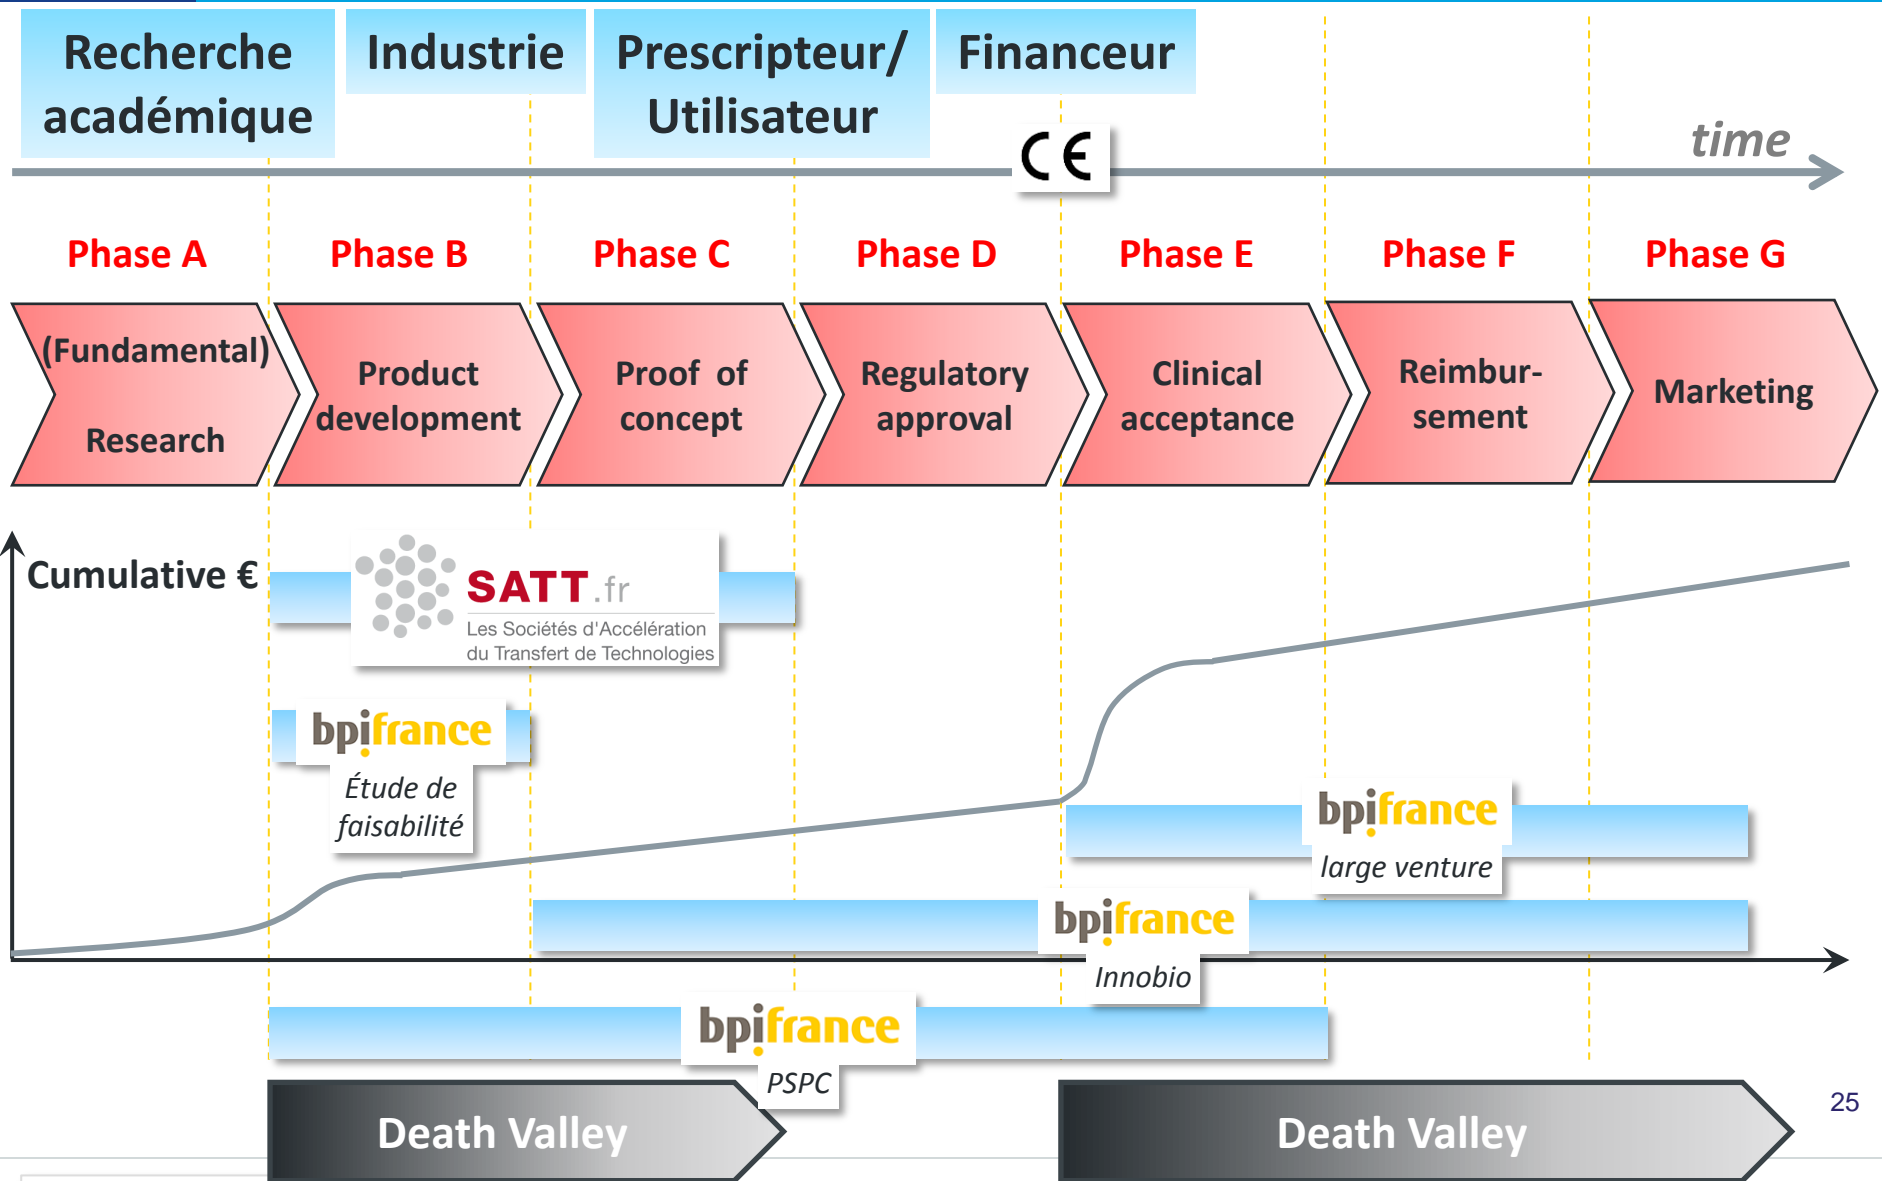 Recherche
académique
Industrie
Prescripteur/
Utilisateur
Financeur
CE
time
Phase A
Phase B
Phase C
Phase D
Phase E
Phase F
Phase G
(Fundamental)
Research
Product
development
Proof of
concept
Regulatory
approval
Clinical
acceptance
Reimbur-
sement
Marketing
Cumulative €
SATT.fr
Les Sociétés d'Accélération
du Transfert de Technologies
bpifrance
Étude de
faisabilité
bpifrance
large venture
bpifrance
Innobio
bpifrance
PSPC
Death Valley
Death Valley
25